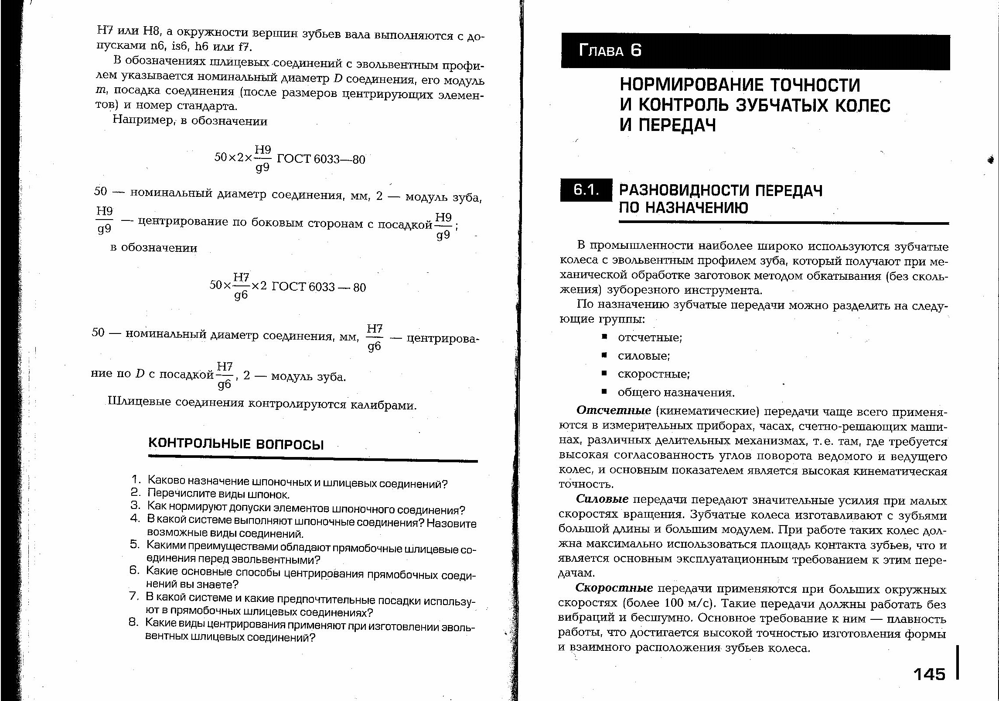 H7 или H8, а окружности вершин зубьев вала выполняются с до-
пусками n6, is6, h6 или f7.
В обозначениях шлицевых соединений с эвольвентным профи-
лем указывается номинальный диаметр D соединения, его модуль
m, посадка соединения (после размеров центрирующих элемен-
тов) и номер стандарта.
Например, в обозначении
50×2×H9/g9 ГОСТ 6033—80
50 — номинальный диаметр соединения, мм, 2 — модуль зуба,
H9/g9 — центрирование по боковым сторонам с посадкой H9/g9;
в обозначении
50×H7/g6×2 ГОСТ 6033 — 80
50 — номинальный диаметр соединения, мм, H7/g6 — центрирова-
ние по D с посадкой H7/g6, 2 — модуль зуба.
Шлицевые соединения контролируются калибрами.
КОНТРОЛЬНЫЕ ВОПРОСЫ
1. Каково назначение шпоночных и шлицевых соединений?
2. Перечислите виды шпонок.
3. Как нормируют допуски элементов шпоночного соединения?
4. В какой системе выполняют шпоночные соединения? Назовите
возможные виды соединений.
5. Какими преимуществами обладают прямобочные шлицевые со-
единения перед эвольвентными?
6. Какие основные способы центрирования прямобочных соеди-
нений вы знаете?
7. В какой системе и какие предпочтительные посадки использу-
ют в прямобочных шлицевых соединениях?
8. Какие виды центрирования применяют при изготовлении эволь-
вентных шлицевых соединений?
Глава 6
НОРМИРОВАНИЕ ТОЧНОСТИ
И КОНТРОЛЬ ЗУБЧАТЫХ КОЛЕС
И ПЕРЕДАЧ
6.1. РАЗНОВИДНОСТИ ПЕРЕДАЧ
ПО НАЗНАЧЕНИЮ
В промышленности наиболее широко используются зубчатые
колеса с эвольвентным профилем зуба, который получают при ме-
ханической обработке заготовок методом обкатывания (без сколь-
жения) зуборезного инструмента.
По назначению зубчатые передачи можно разделить на следу-
ющие группы:
▪ отсчетные;
▪ силовые;
▪ скоростные;
▪ общего назначения.
Отсчетные (кинематические) передачи чаще всего применя-
ются в измерительных приборах, часах, счетно-решающих маши-
нах, различных делительных механизмах, т. е. там, где требуется
высокая согласованность углов поворота ведомого и ведущего
колес, и основным показателем является высокая кинематическая
точность.
Силовые передачи передают значительные усилия при малых
скоростях вращения. Зубчатые колеса изготавливают с зубьями
большой длины и большим модулем. При работе таких колес дол-
жна максимально использоваться площадь контакта зубьев, что и
является основным эксплуатационным требованием к этим пере-
дачам.
Скоростные передачи применяются при больших окружных
скоростях (более 100 м/с). Такие передачи должны работать без
вибраций и бесшумно. Основное требование к ним — плавность
работы, что достигается высокой точностью изготовления формы
и взаимного расположения зубьев колеса.
145